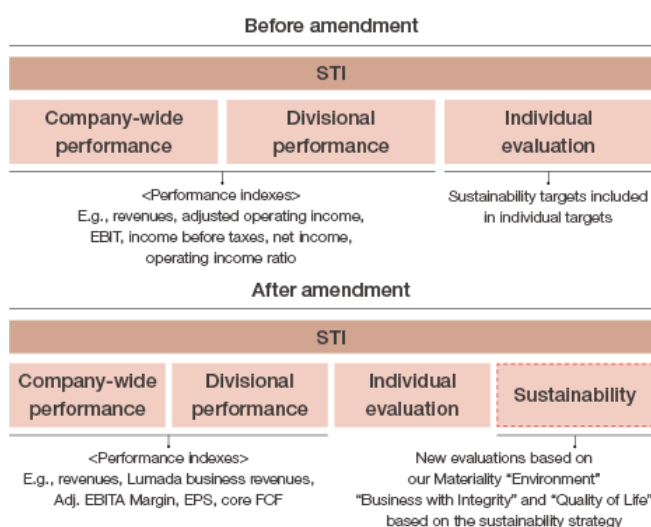 Before amendment
STI
Company-wide performance
Divisional performance
Individual evaluation
<Performance indexes>
E.g., revenues, adjusted operating income,
EBIT, income before taxes, net income,
operating income ratio
Sustainability targets included
in individual targets
After amendment
STI
Company-wide performance
Divisional performance
Individual evaluation
Sustainability
<Performance indexes>
E.g., revenues, Lumada business revenues,
Adj. EBITA Margin, EPS, core FCF
New evaluations based on
our Materiality “Environment”
“Business with Integrity” and “Quality of Life”
based on the sustainability strategy